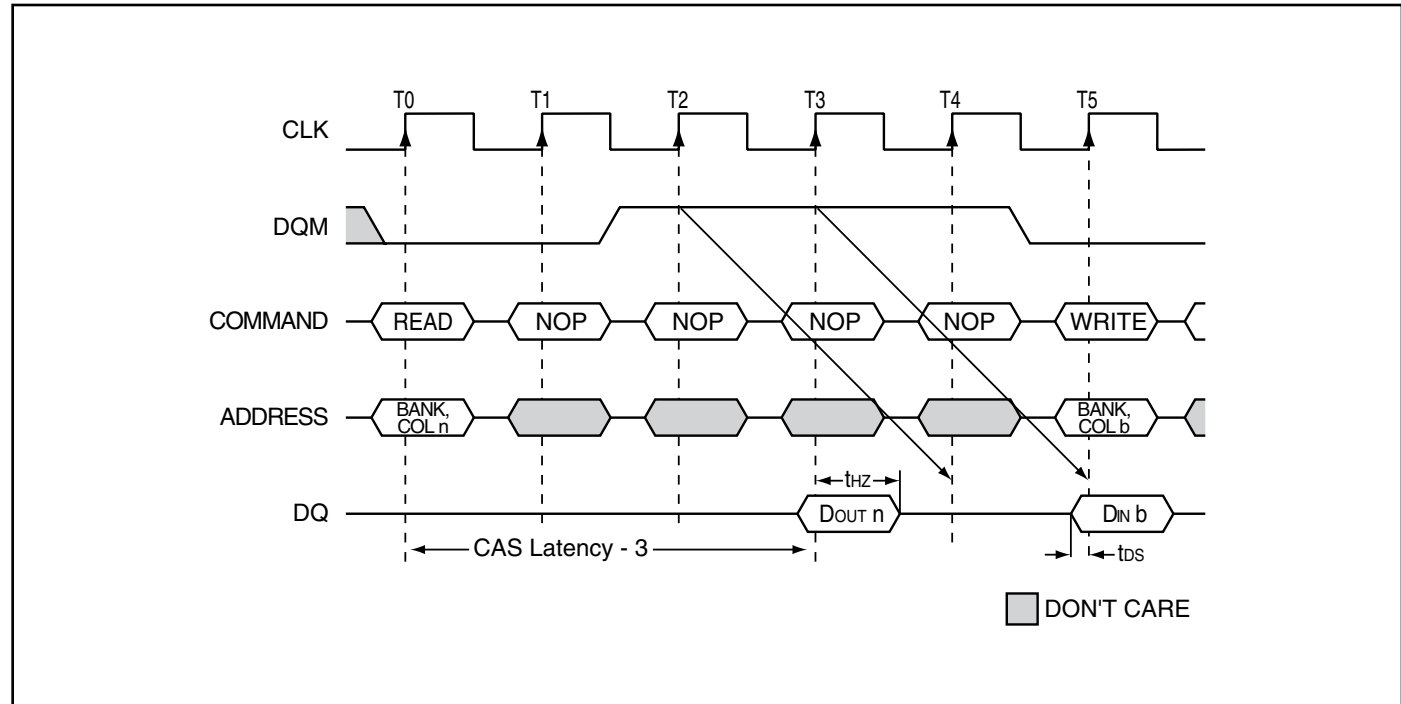 T0 T1 T2 T3 T4 T5
CLK
DQM
COMMAND READ NOP NOP NOP NOP WRITE
ADDRESS BANK, COL n BANK, COL b
tHZ
DQ DOUT n DIN b
CAS Latency - 3 tDS
DON'T CARE